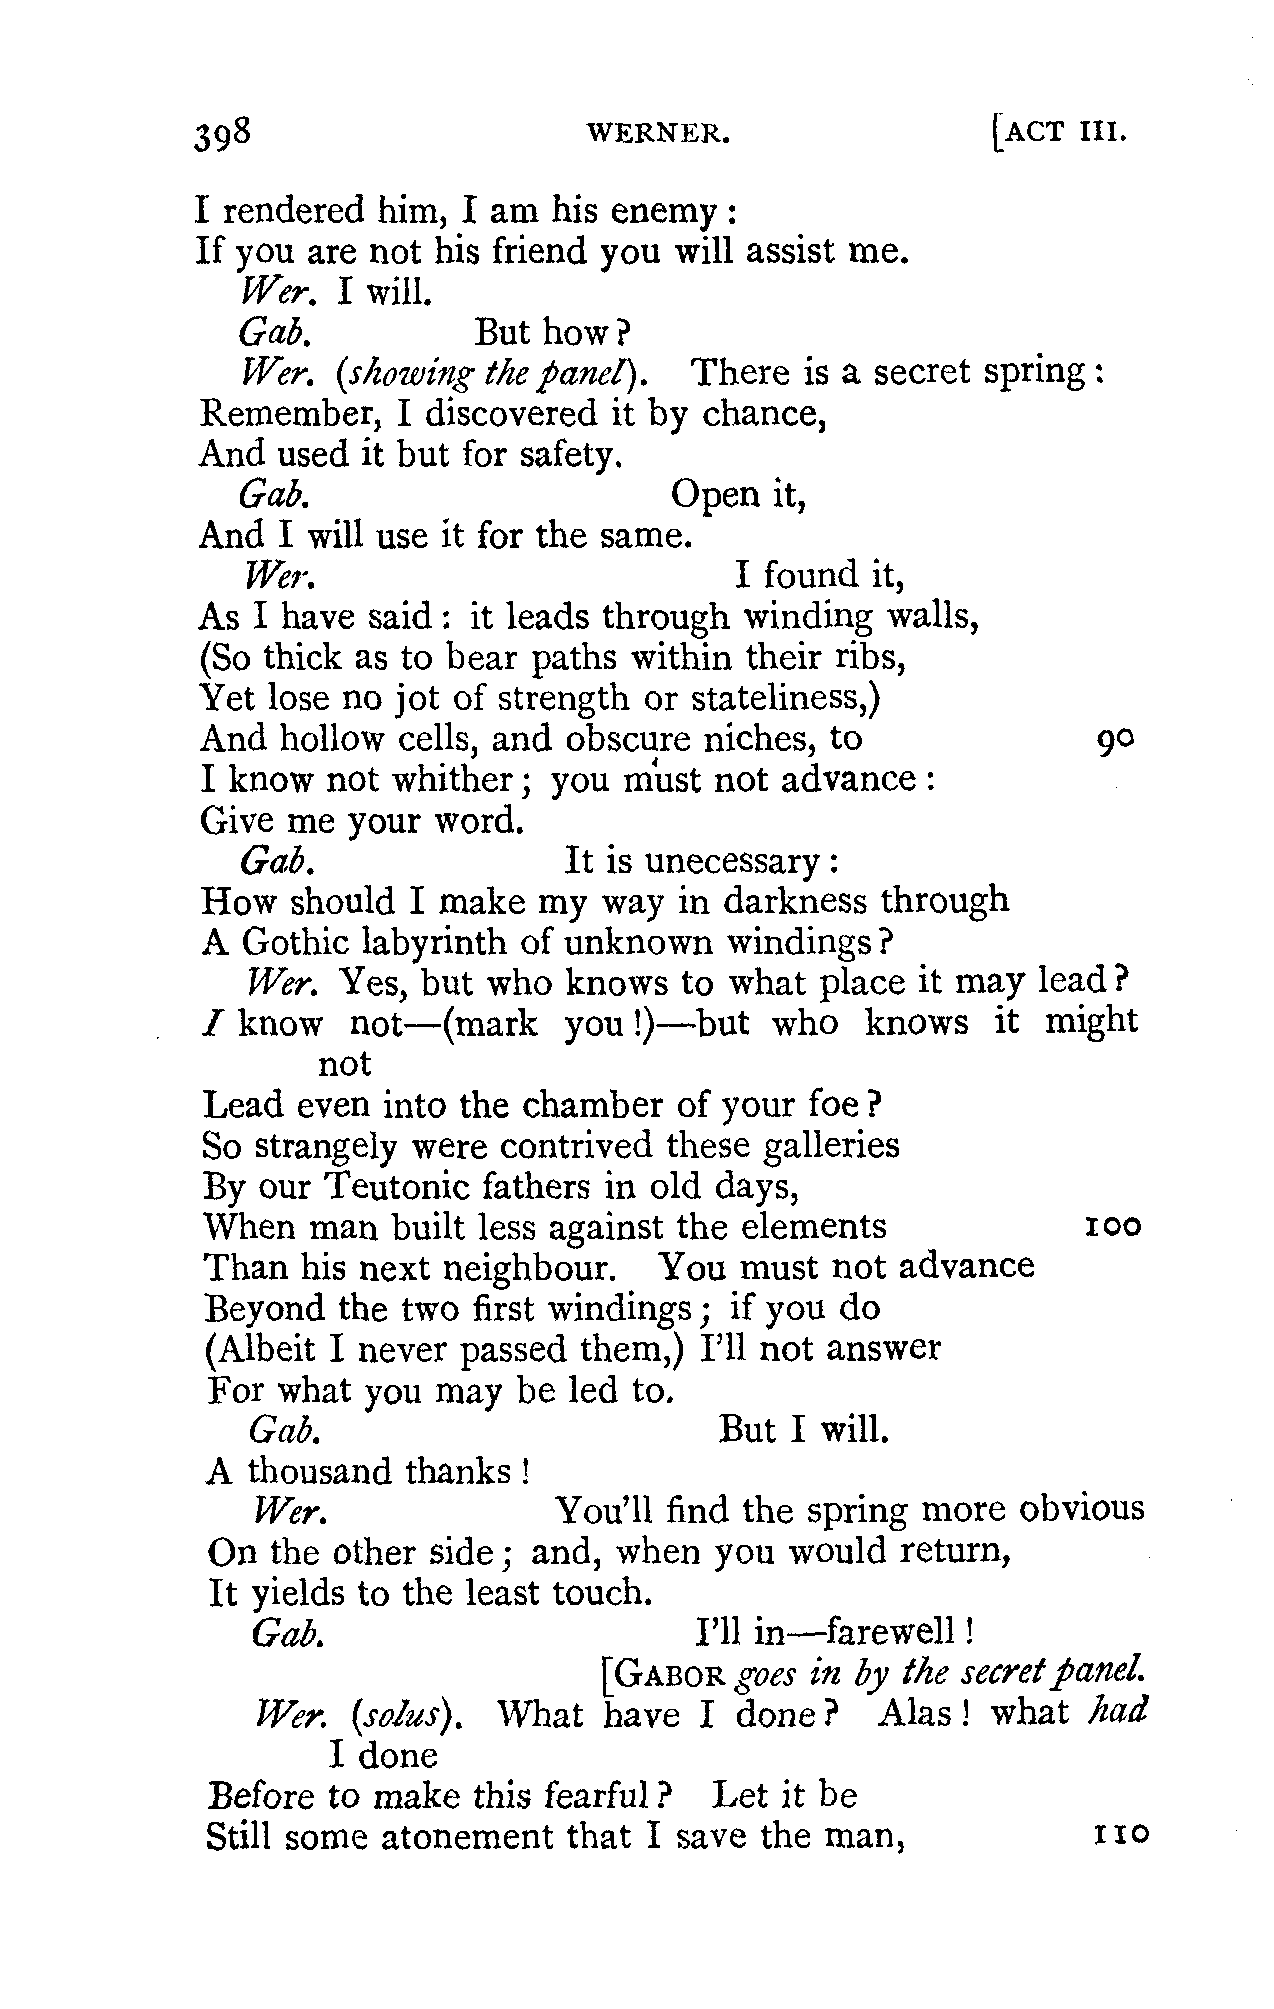 398 WERNER. [ACT III.
I rendered him, I am his enemy :
If you are not his friend you will assist me.
Wer. I will.
Gab. But how ?
Wer. (showing the panel). There is a secret spring :
Remember, I discovered it by chance,
And used it but for safety.
Gab. Open it,
And I will use it for the same.
Wer. I found it,
As I have said : it leads through winding walls,
(So thick as to bear paths within their ribs,
Yet lose no jot of strength or stateliness,)
And hollow cells, and obscure niches, to 90
I know not whither ; you must not advance :
Give me your word.
Gab. It is unecessary :
How should I make my way in darkness through
A Gothic labyrinth of unknown windings ?
Wer. Yes, but who knows to what place it may lead ?
I know not—(mark you !)—but who knows it might
not
Lead even into the chamber of your foe ?
So strangely were contrived these galleries
By our Teutonic fathers in old days,
When man built less against the elements 100
Than his next neighbour. You must not advance
Beyond the two first windings ; if you do
(Albeit I never passed them,) I'll not answer
For what you may be led to.
Gab. But I will.
A thousand thanks !
Wer. You'll find the spring more obvious
On the other side ; and, when you would return,
It yields to the least touch.
Gab. I'll in—farewell !
[GABOR goes in by the secret panel.
Wer. (solus). What have I done ? Alas ! what had
I done
Before to make this fearful ? Let it be
Still some atonement that I save the man, 110